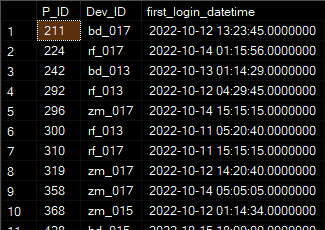 P_ID Dev_ID first_login_datetime
1 211 bd_017 2022-10-12 13:23:45.0000000
2 224 rf_017 2022-10-14 01:15:56.0000000
3 242 bd_013 2022-10-13 01:14:29.0000000
4 292 rf_013 2022-10-12 04:29:45.0000000
5 296 zm_017 2022-10-14 15:15:15.0000000
6 300 rf_013 2022-10-11 05:20:40.0000000
7 310 rf_017 2022-10-11 15:15:15.0000000
8 319 zm_017 2022-10-12 14:20:40.0000000
9 358 zm_017 2022-10-14 05:05:05.0000000
10 368 zm_015 2022-10-12 01:14:34.0000000